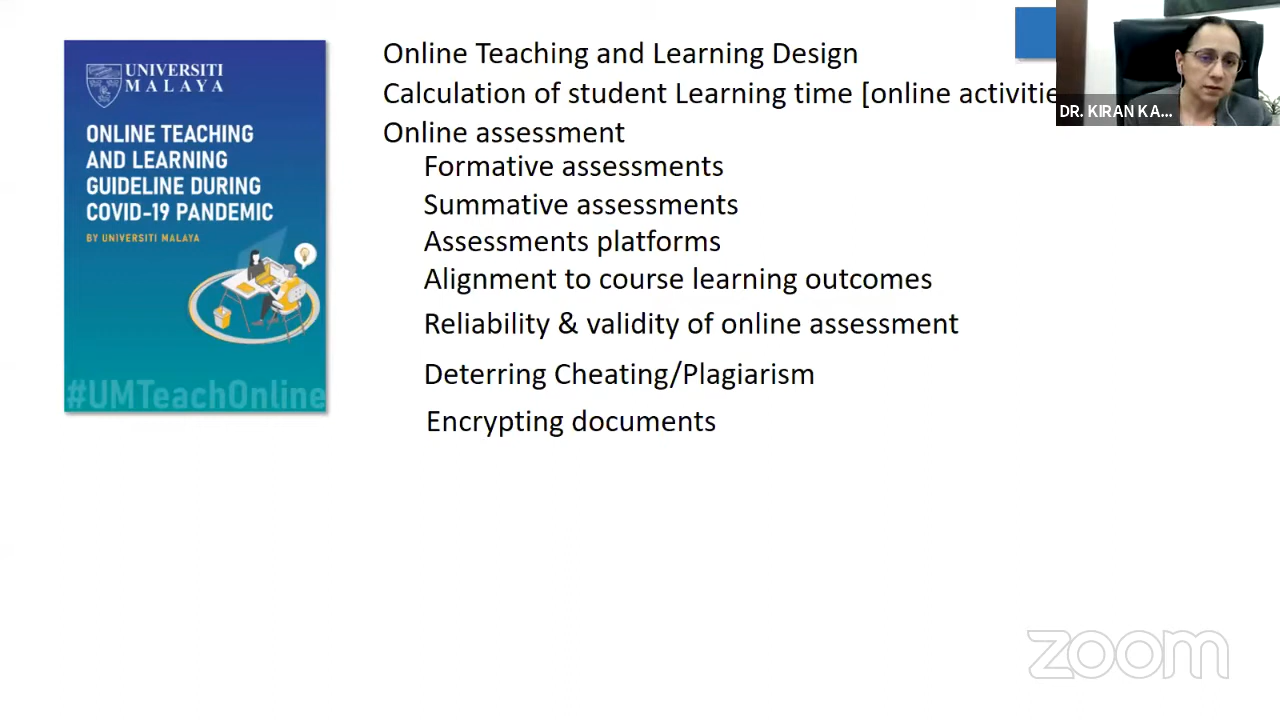 UNIVERSITI
MALAYA
ONLINE TEACHING
AND LEARNING
GUIDELINE DURING
COVID-19 PANDEMIC
BY UNIVERSITI MALAYA
#UMTeachOnline
Online Teaching and Learning Design
Calculation of student Learning time [online activitie
Online assessment
Formative assessments
Summative assessments
Assessments platforms
Alignment to course learning outcomes
Reliability & validity of online assessment
Deterring Cheating/Plagiarism
Encrypting documents
DR. KIRAN KA...
zoom